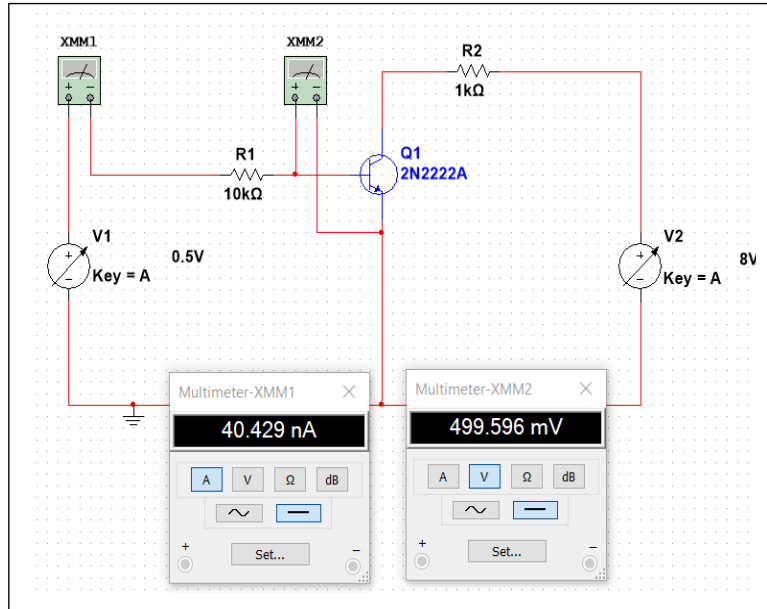 XMM1
XMM2
R2
1kΩ
R1
10kΩ
Q1
2N2222A
V1
Key = A
0.5V
V2
Key = A
8V
Multimeter-XMM1
40.429 nA
A V Ω dB
+ Set... −
Multimeter-XMM2
499.596 mV
A V Ω dB
+ Set... −